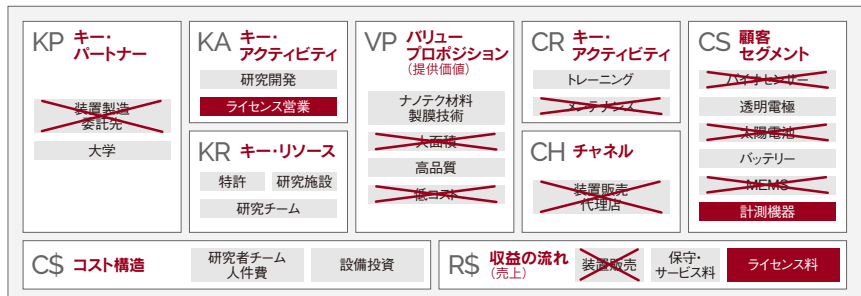 KP キー・
パートナー
装置製造
委託先
大学
KA キー・
アクティビティ
研究開発
ライセンス営業
KR キー・リソース
特許
研究施設
研究チーム
VP バリュー
プロポジション
(提供価値)
ナノテク材料
製膜技術
大面積
高品質
低コスト
CR キー・
アクティビティ
トレーニング
メンテナンス
CH チャネル
装置販売
代理店
CS 顧客
セグメント
バイオセンサー
透明電極
太陽電池
バッテリー
MEMS
計測機器
C$ コスト構造
研究者チーム
人件費
設備投資
R$ 収益の流れ
(売上)
装置販売
保守・
サービス料
ライセンス料